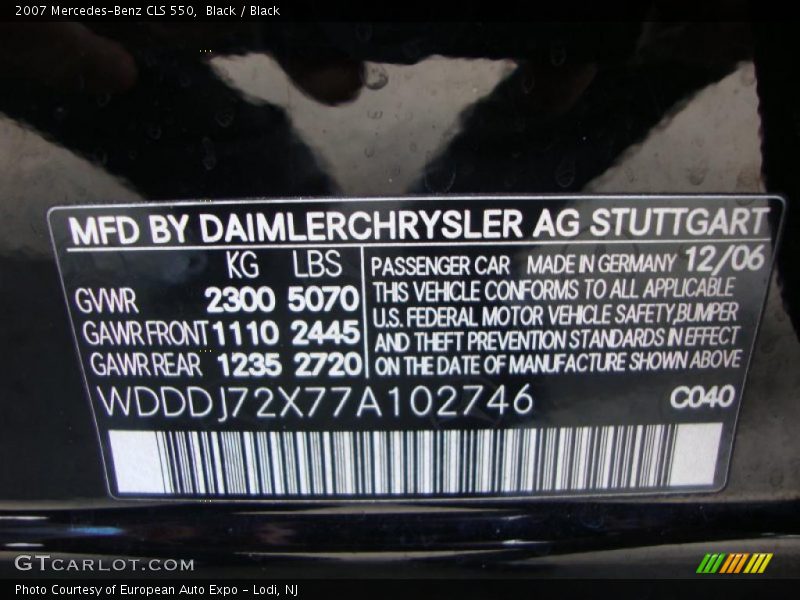 2007 Mercedes-Benz CLS 550, Black / Black
MFD BY DAIMLERCHRYSLER AG STUTTGART
KG LBS
GVWR 2300 5070
GAWR FRONT 1110 2445
GAWR REAR 1235 2720
PASSENGER CAR MADE IN GERMANY 12/06
THIS VEHICLE CONFORMS TO ALL APPLICABLE
U.S. FEDERAL MOTOR VEHICLE SAFETY,BUMPER
AND THEFT PREVENTION STANDARDS IN EFFECT
ON THE DATE OF MANUFACTURE SHOWN ABOVE
WDDDJ72X77A102746 C040
GTCARLOT.COM
Photo Courtesy of European Auto Expo - Lodi, NJ